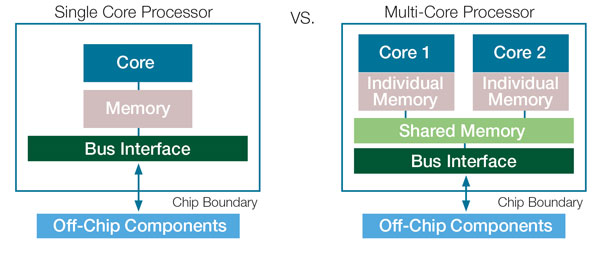 Single Core Processor
VS.
Multi-Core Processor
Core
Memory
Bus Interface
Chip Boundary
Off-Chip Components
Core 1
Core 2
Individual
Memory
Individual
Memory
Shared Memory
Bus Interface
Chip Boundary
Off-Chip Components